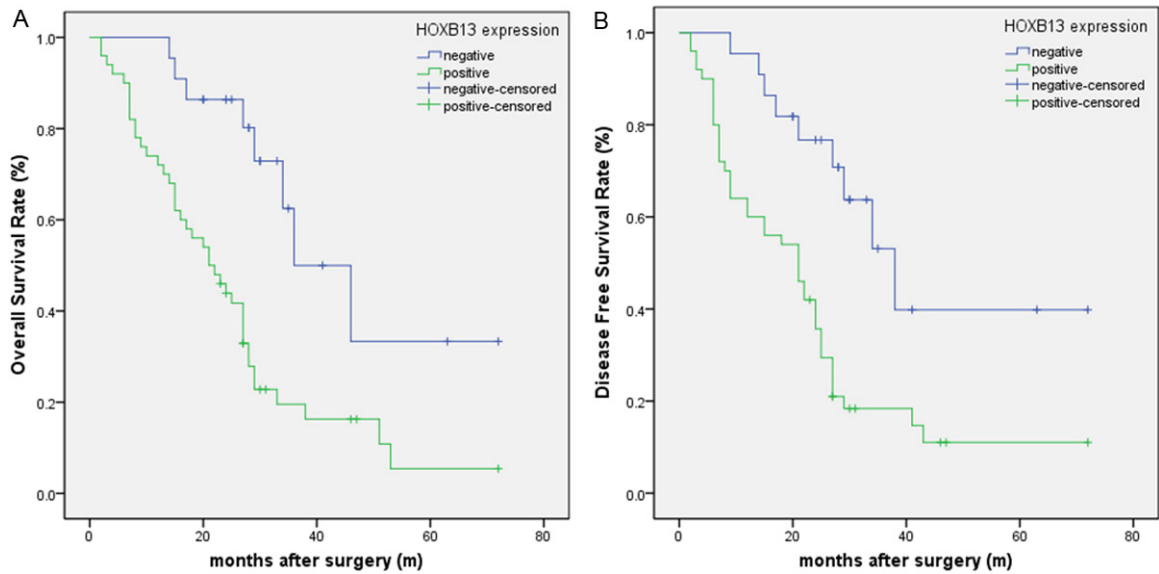 A
HOXB13 expression
negative
positive
negative-censored
positive-censored
Overall Survival Rate (%)
1.0
0.8
0.6
0.4
0.2
0.0
0 20 40 60 80
months after surgery (m)
B
HOXB13 expression
negative
positive
negative-censored
positive-censored
Disease Free Survival Rate (%)
1.0
0.8
0.6
0.4
0.2
0.0
0 20 40 60 80
months after surgery (m)